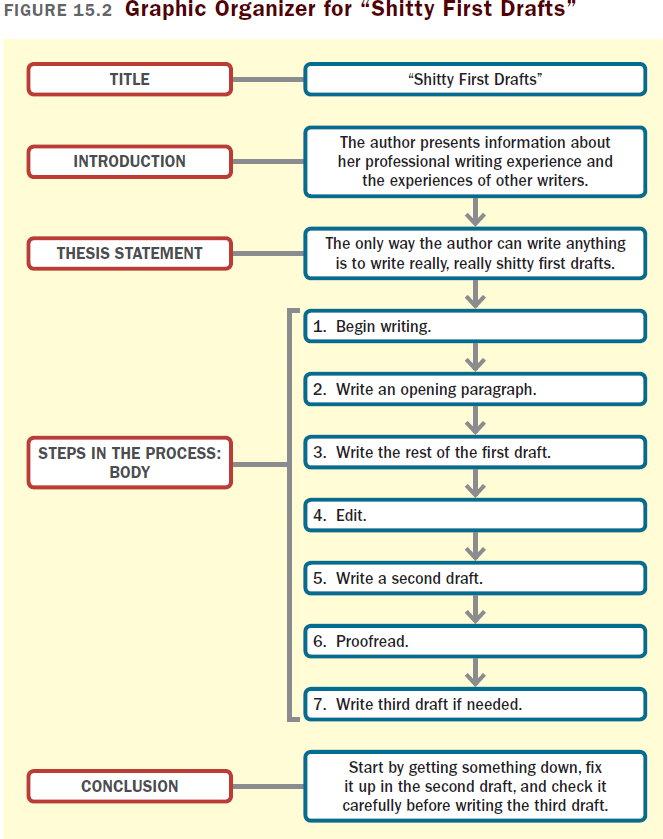 FIGURE 15.2 Graphic Organizer for “Shitty First Drafts”
TITLE
“Shitty First Drafts”
INTRODUCTION
The author presents information about
her professional writing experience and
the experiences of other writers.
THESIS STATEMENT
The only way the author can write anything
is to write really, really shitty first drafts.
STEPS IN THE PROCESS:
BODY
1. Begin writing.
2. Write an opening paragraph.
3. Write the rest of the first draft.
4. Edit.
5. Write a second draft.
6. Proofread.
7. Write third draft if needed.
CONCLUSION
Start by getting something down, fix
it up in the second draft, and check it
carefully before writing the third draft.